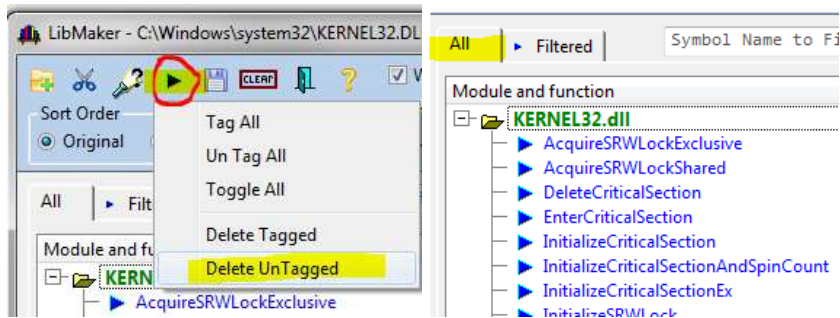 LibMaker - C:\Windows\system32\KERNEL32.DL
CLEAR
Sort Order
Original
Tag All
Un Tag All
Toggle All
Delete Tagged
Delete UnTagged
All
Filt
Module and fu
KERN
AcquireSRWLockExclusive
All
Filtered
Symbol Name to Fi
Module and function
KERNEL32.dll
AcquireSRWLockExclusive
AcquireSRWLockShared
DeleteCriticalSection
EnterCriticalSection
InitializeCriticalSection
InitializeCriticalSectionAndSpinCount
InitializeCriticalSectionEx
InitializeSRWLock